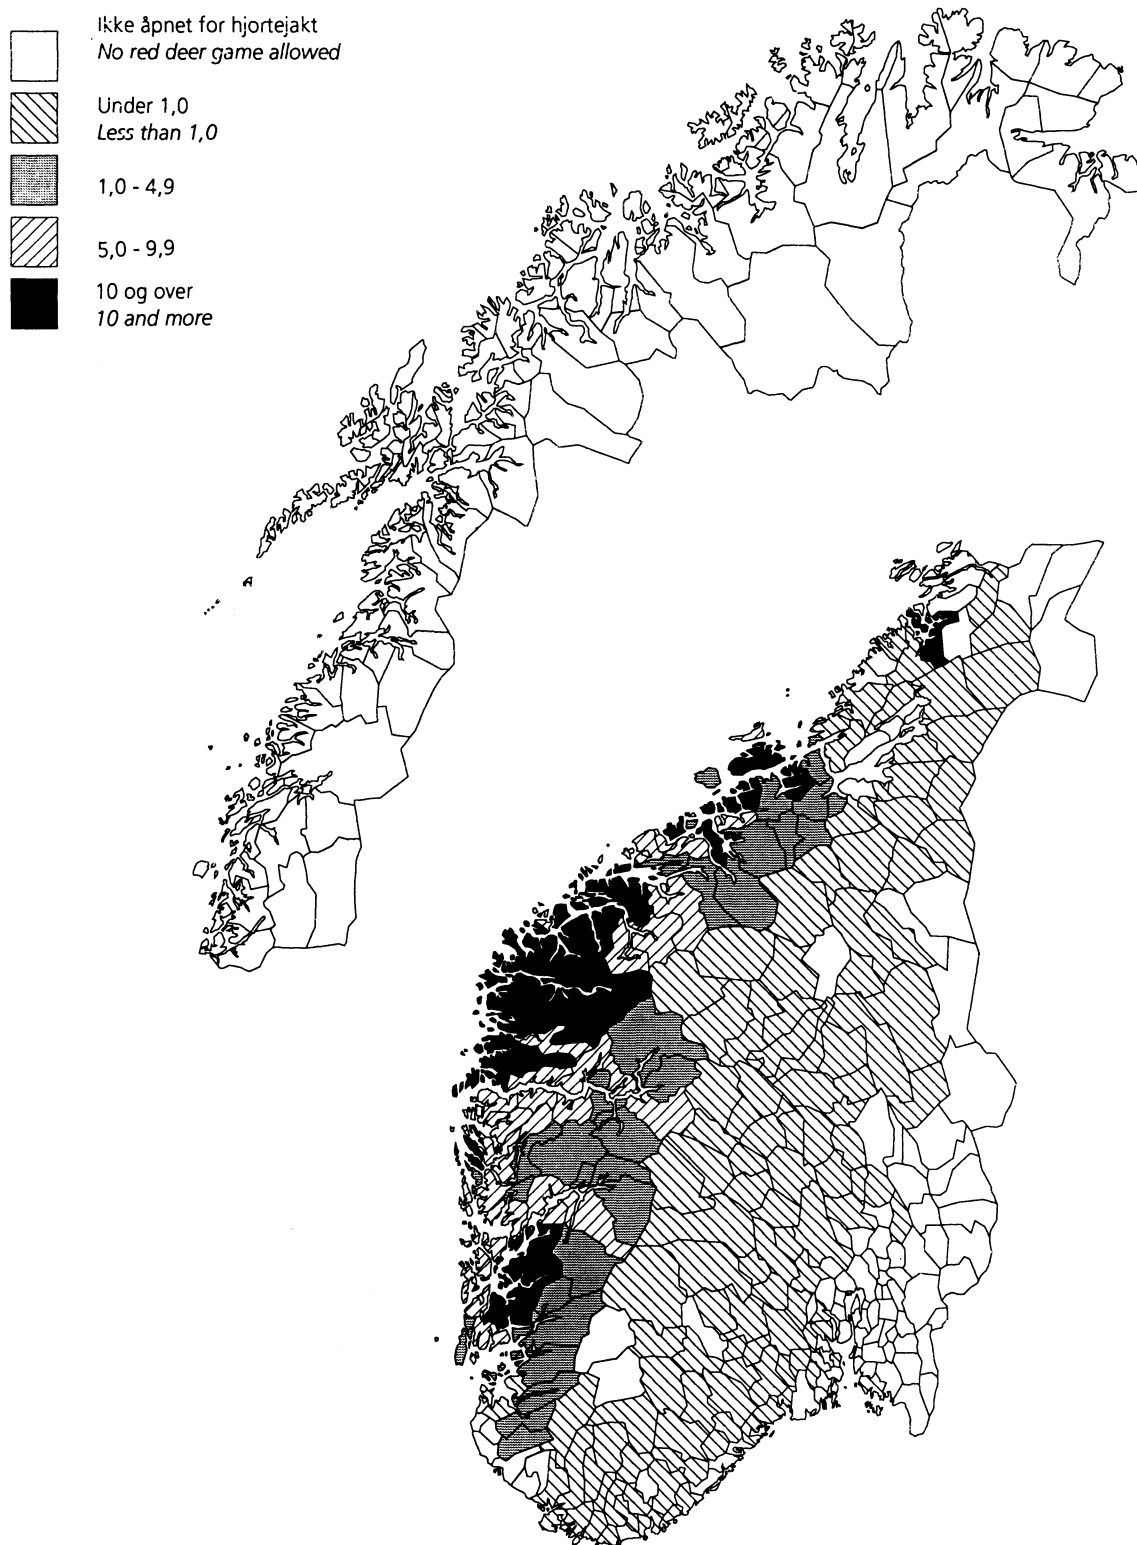 Ikke åpnet for hjortejakt
No red deer game allowed
Under 1,0
Less than 1,0
1,0 - 4,9
5,0 - 9,9
10 og over
10 and more